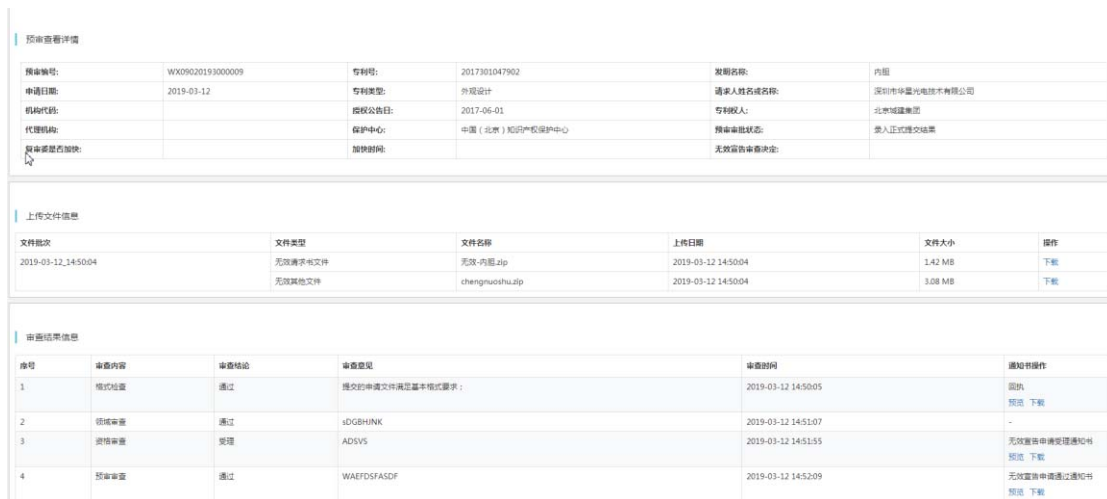 预审查看详情
预审编号: WX09020193000009 专利号: 2017301047902 发明名称: 内胆
申请日期: 2019-03-12 专利类型: 外观设计 请求人姓名或名称: 深圳市华星光电技术有限公司
机构代码: 授权公告日: 2017-06-01 专利权人: 北京城建集团
代理机构: 保护中心: 中国(北京)知识产权保护中心 预审审批状态: 录入正式提交结果
复审委是否加快: 加快时间: 无效宣告审查决定:
上传文件信息
文件批次 文件类型 文件名称 上传日期 文件大小 操作
2019-03-12_14:50:04 无效请求书文件 无效-内胆.zip 2019-03-12 14:50:04 1.42 MB 下载
无效其他文件 chengnuoshu.zip 2019-03-12 14:50:04 3.08 MB 下载
审查结果信息
序号 审查内容 审查结论 审查意见 审查时间 通知书操作
1 格式检查 通过 提交的申请文件满足基本格式要求; 2019-03-12 14:50:05 回执
预览 下载
2 领域审查 通过 sDGBHJNK 2019-03-12 14:51:07 -
3 资格审查 受理 ADSVS 2019-03-12 14:51:55 无效宣告申请受理通知书
预览 下载
4 预审审查 通过 WAEFDSFASDF 2019-03-12 14:52:09 无效宣告申请通过通知书
预览 下载